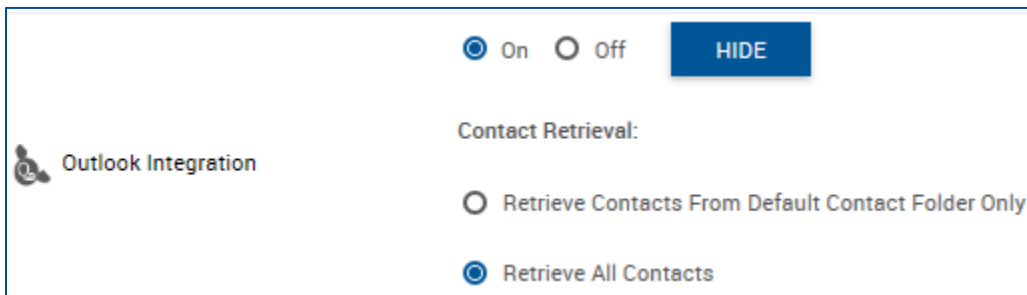 On Off HIDE
Contact Retrieval:
Outlook Integration
Retrieve Contacts From Default Contact Folder Only
Retrieve All Contacts